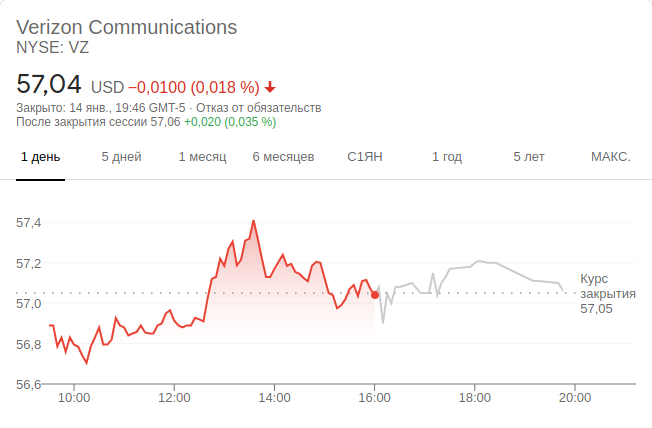 Verizon Communications
NYSE: VZ
57,04 USD −0,0100 (0,018 %)
Закрыто: 14 янв., 19:46 GMT-5 · Отказ от обязательств
После закрытия сессии 57,06 +0,020 (0,035 %)
1 день 5 дней 1 месяц 6 месяцев С1ЯН 1 год 5 лет МАКС.
57,4
57,2
57,0
56,8
56,6
Курс
закрытия
57,05
10:00 12:00 14:00 16:00 18:00 20:00